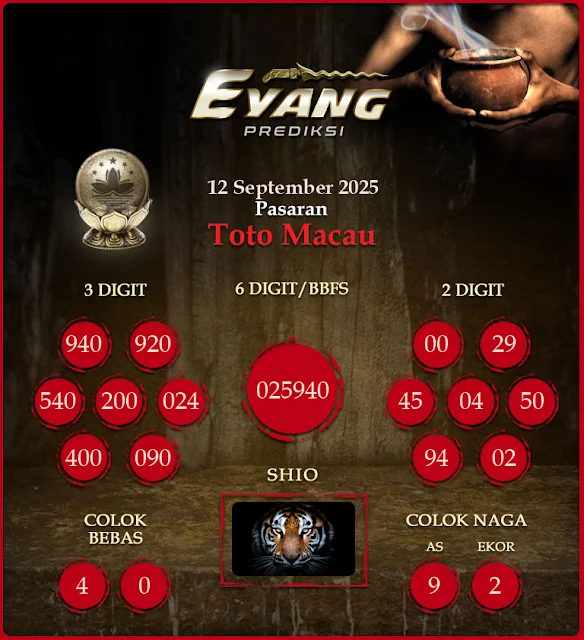 EYANG
PREDIKSI
12 September 2025
Pasaran
Toto Macau
3 DIGIT
940 920
540 200 024
400 090
6 DIGIT/BBFS
025940
2 DIGIT
00 29
45 04 50
94 02
SHIO
COLOK
BEBAS
4 0
COLOK NAGA
AS EKOR
9 2